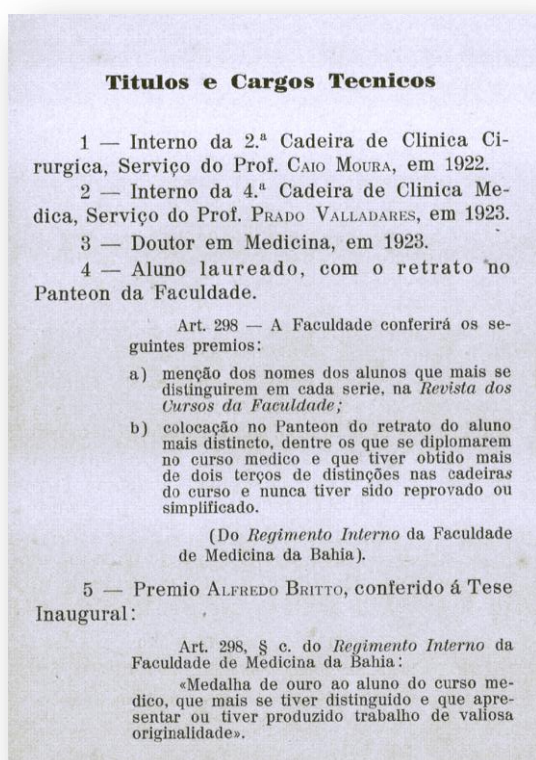 Titulos e Cargos Tecnicos
1 — Interno da 2.ª Cadeira de Clinica Ci-
rurgica, Serviço do Prof. CAIO MOURA, em 1922.
2 — Interno da 4.ª Cadeira de Clinica Me-
dica, Serviço do Prof. PRADO VALLADARES, em 1923.
3 — Doutor em Medicina, em 1923.
4 — Aluno laureado, com o retrato no
Panteon da Faculdade.
Art. 298 — A Faculdade conferirá os se-
guintes premios:
a) menção dos nomes dos alunos que mais se
distinguirem em cada serie, na Revista dos
Cursos da Faculdade;
b) colocação no Panteon do retrato do aluno
mais distincto, dentre os que se diplomarem
no curso medico e que tiver obtido mais
de dois terços de distinções nas cadeiras
do curso e nunca tiver sido reprovado ou
simplificado.
(Do Regimento Interno da Faculdade
de Medicina da Bahia).
5 — Premio ALFREDO BRITTO, conferido á Tese
Inaugural:
Art. 298, § c. do Regimento Interno da
Faculdade de Medicina da Bahia:
«Medalha de ouro ao aluno do curso me-
dico, que mais se tiver distinguido e que apre-
sentar ou tiver produzido trabalho de valiosa
originalidade».